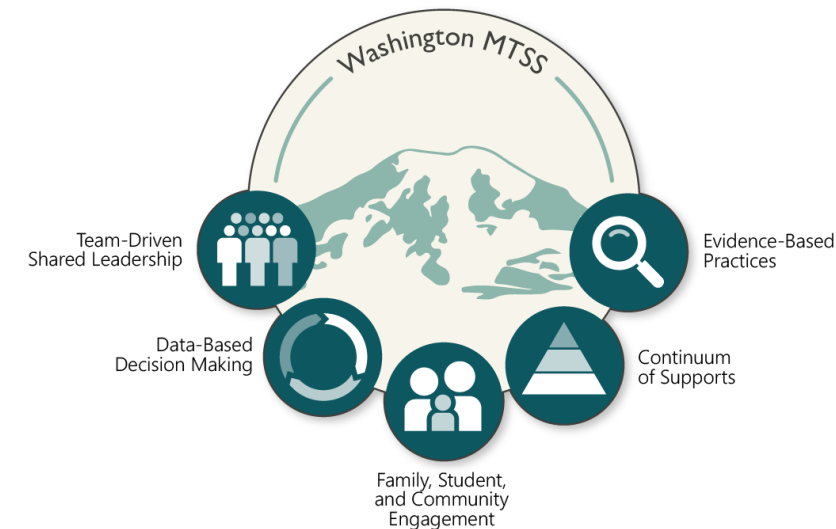 Washington MTSS
Team-Driven
Shared Leadership
Evidence-Based
Practices
Data-Based
Decision Making
Continuum
of Supports
Family, Student,
and Community
Engagement